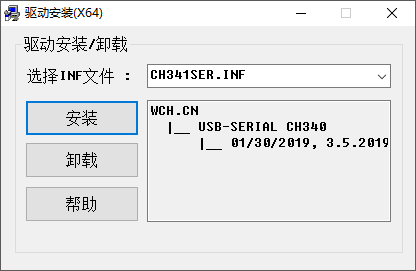 驱动安装(X64)
驱动安装/卸载
选择INF文件 :
CH341SER.INF
安装
卸载
帮助
WCH.CN
|__ USB-SERIAL CH340
|__ 01/30/2019, 3.5.2019